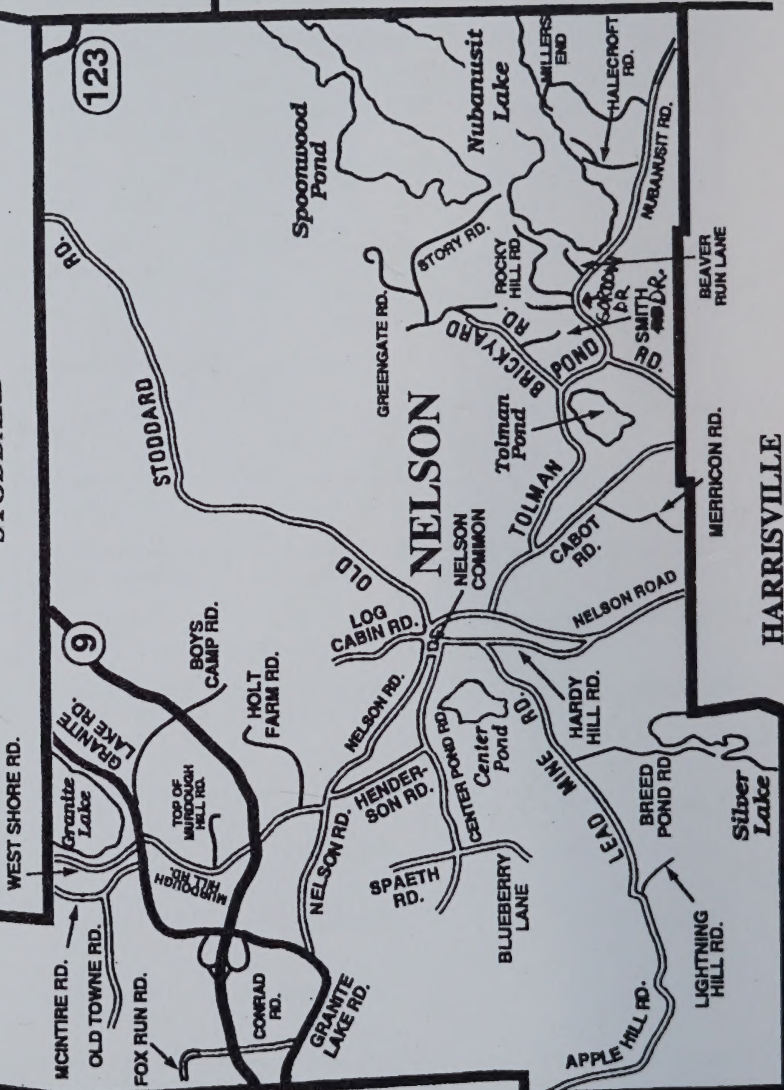 123
9
WEST SHORE RD.
MCINTIRE RD.
OLD TOWNE RD.
FOX RUN RD.
Granite
Lake
GRANITE
LAKE RD.
TOP OF
MURDOUGH
HILL RD.
MURDOUGH
HILL RD.
BOYS
CAMP RD.
HOLT
FARM RD.
CONRAD
RD.
GRANITE
LAKE RD.
NELSON RD.
NELSON RD.
HENDER-
SON RD.
LOG
CABIN RD.
OLD
STODDARD
RD.
Spoonwood
Pond
Nubanusit
Lake
MILLERS
END
HALECROFT
RD.
NUBANUSIT RD.
STORY RD.
GREENGATE RD.
ROCKY
HILL RD.
BRICKYARD
RD.
DR
SMITH
DR.
BEAVER
RUN LANE
NELSON
NELSON
COMMON
Tolman
Pond
TOLMAN
POND
RD.
CABOT
RD.
MERRICON RD.
NELSON ROAD
HARDY
HILL RD.
CENTER POND RD.
Center
Pond
SPAETH
RD.
BLUEBERRY
LANE
LEAD MINE RD.
BREED
POND RD
Silver
Lake
LIGHTNING
HILL RD.
APPLE HILL RD.
HARRISVILLE